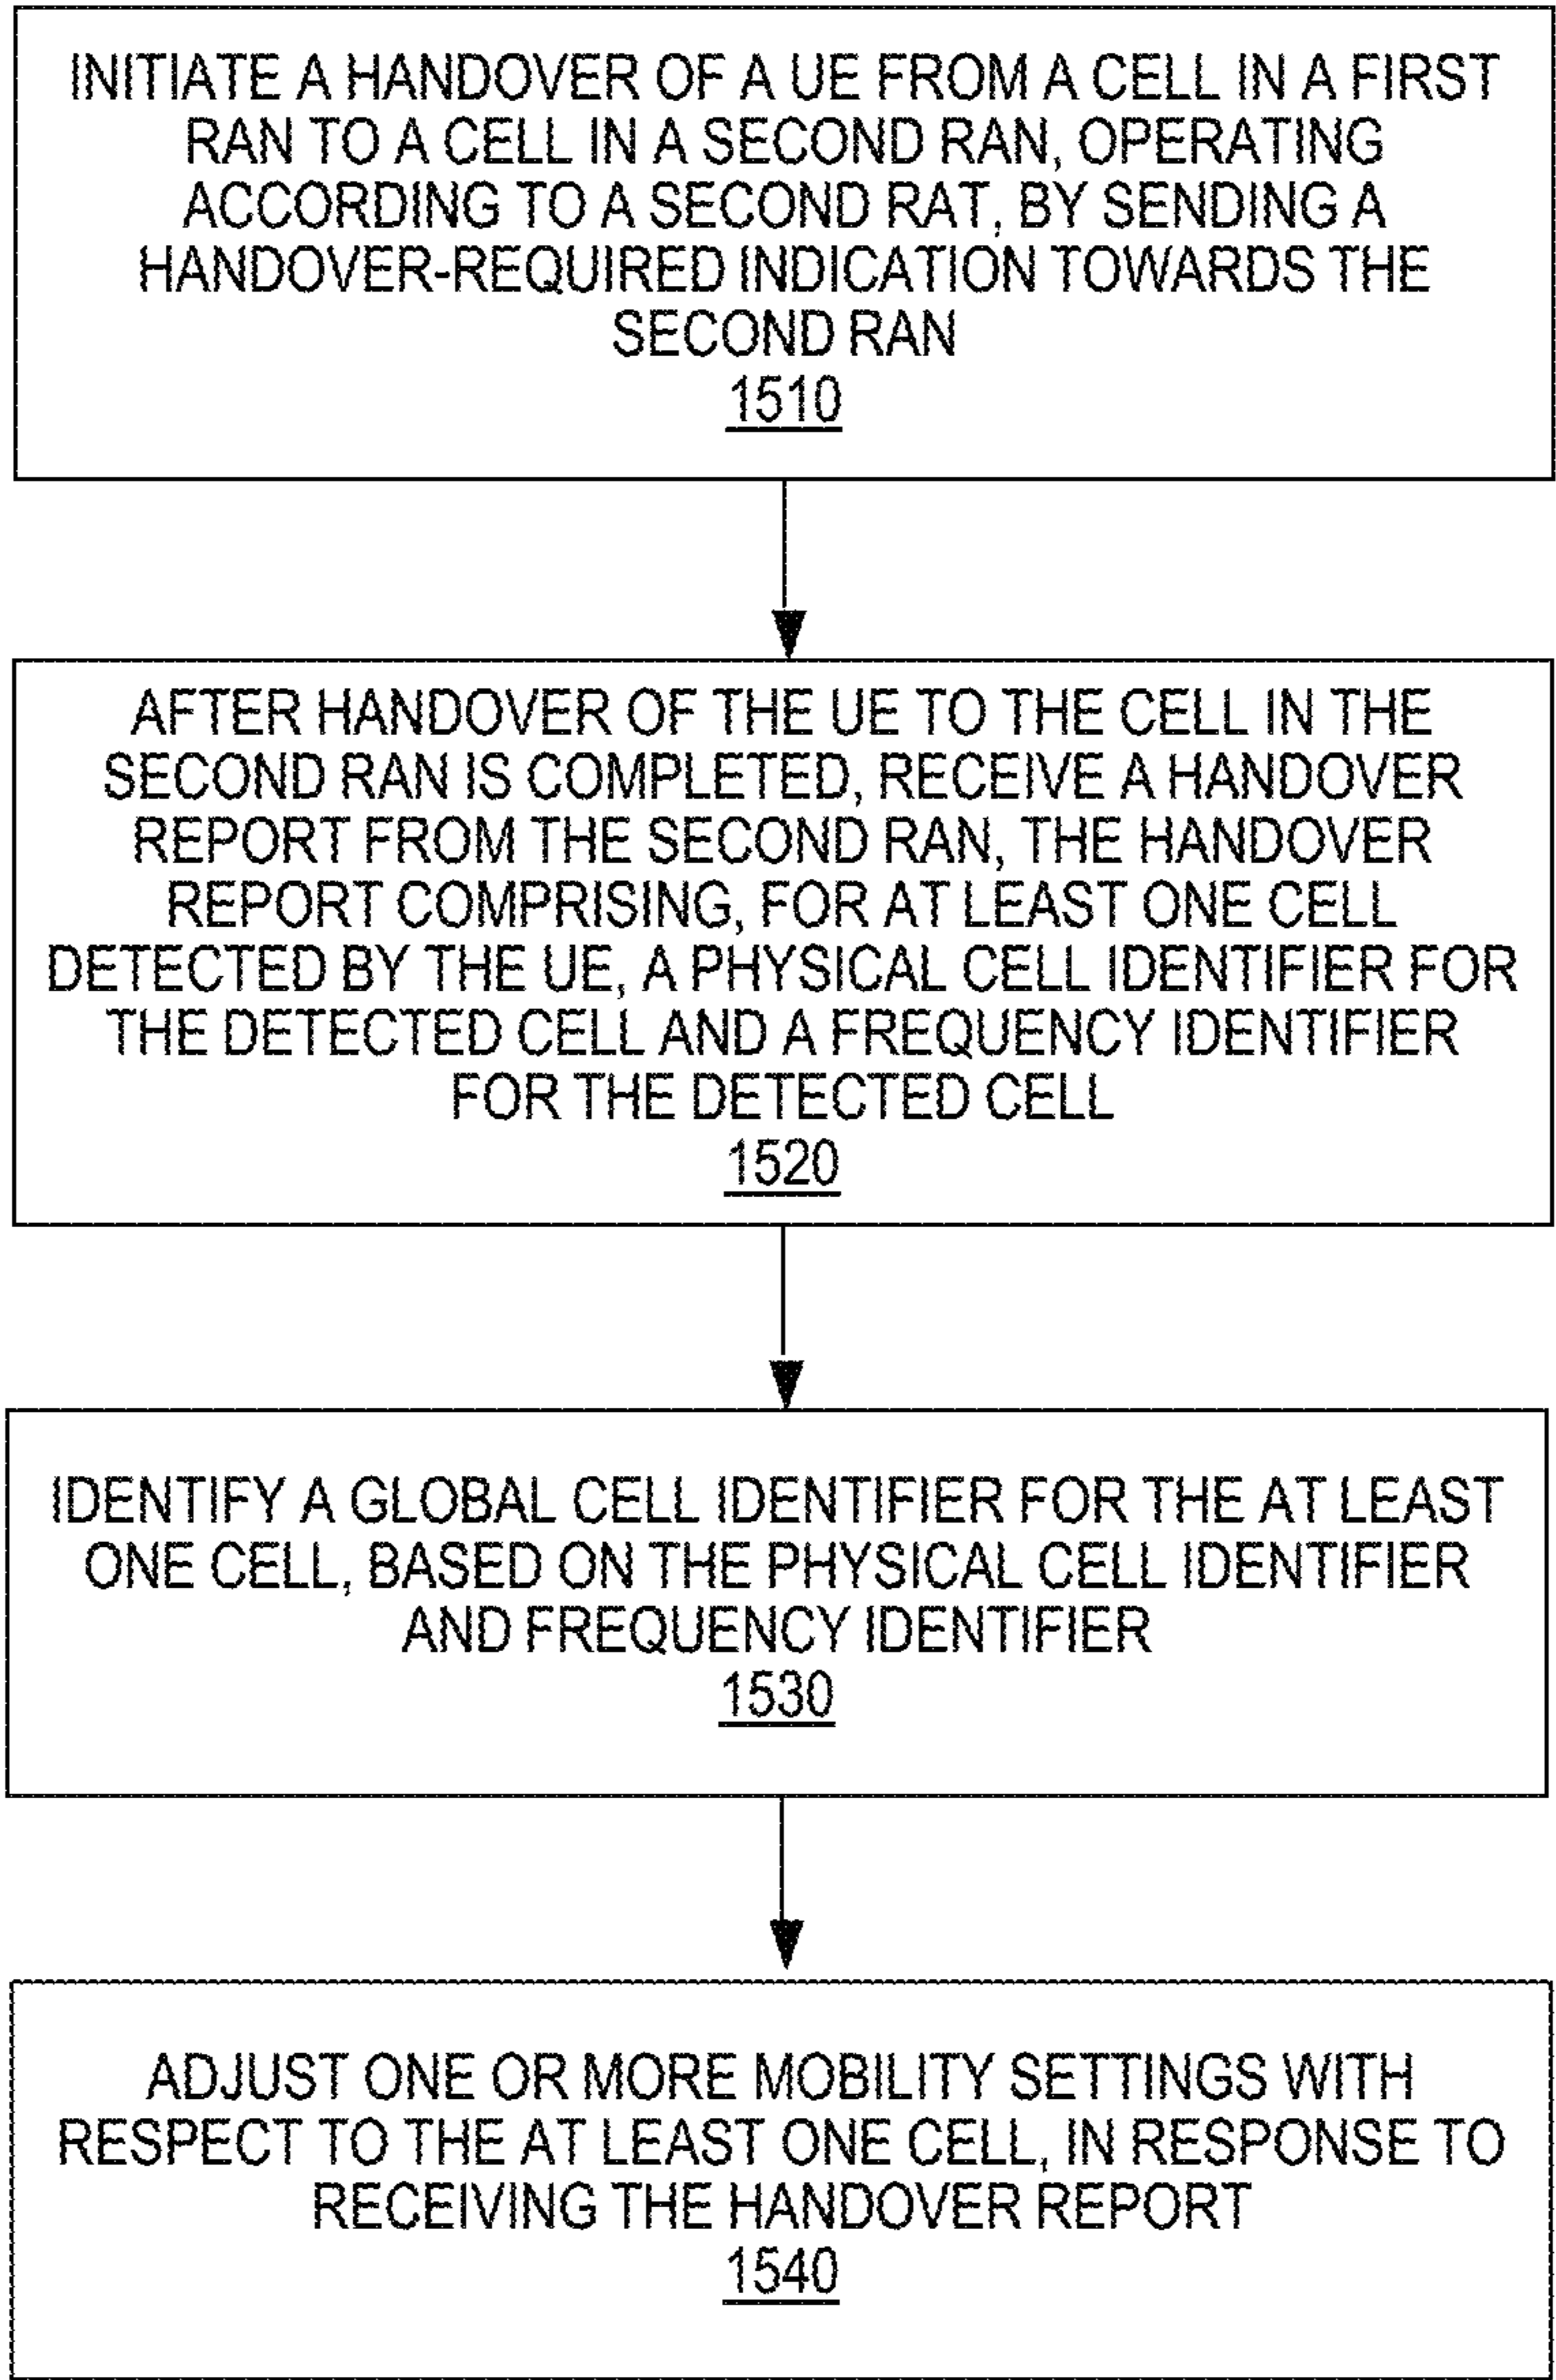 INITIATE A HANDOVER OF A UE FROM A CELL IN A FIRST
RAN TO A CELL IN A SECOND RAN, OPERATING
ACCORDING TO A SECOND RAT, BY SENDING A
HANDOVER-REQUIRED INDICATION TOWARDS THE
SECOND RAN
1510
AFTER HANDOVER OF THE UE TO THE CELL IN THE
SECOND RAN IS COMPLETED, RECEIVE A HANDOVER
REPORT FROM THE SECOND RAN, THE HANDOVER
REPORT COMPRISING, FOR AT LEAST ONE CELL
DETECTED BY THE UE, A PHYSICAL CELL IDENTIFIER FOR
THE DETECTED CELL AND A FREQUENCY IDENTIFIER
FOR THE DETECTED CELL
1520
IDENTIFY A GLOBAL CELL IDENTIFIER FOR THE AT LEAST
ONE CELL, BASED ON THE PHYSICAL CELL IDENTIFIER
AND FREQUENCY IDENTIFIER
1530
ADJUST ONE OR MORE MOBILITY SETTINGS WITH
RESPECT TO THE AT LEAST ONE CELL, IN RESPONSE TO
RECEIVING THE HANDOVER REPORT
1540